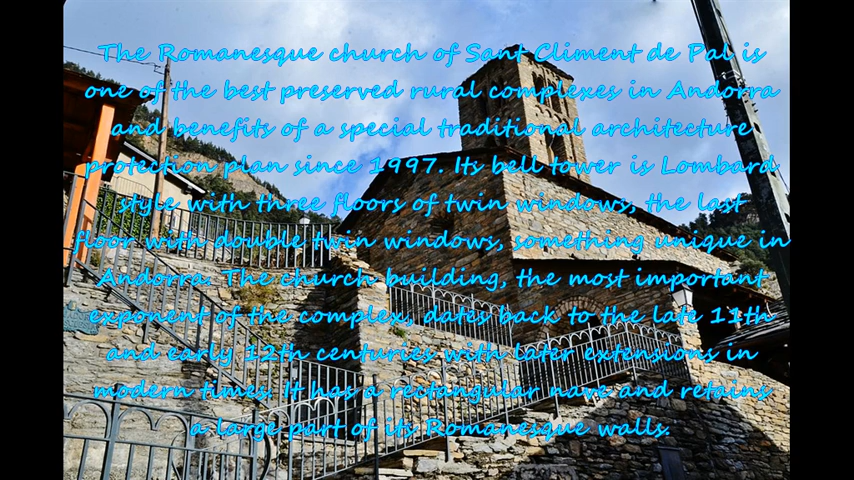 The Romanesque church of Sant Climent de Pal is
one of the best preserved rural complexes in Andorra
and benefits of a special traditional architecture
protection plan since 1997. Its bell tower is Lombard
style with three floors of twin windows, the last
floor with double twin windows, something unique in
Andorra. The church building, the most important
exponent of the complex, dates back to the late 11th
and early 12th centuries with later extensions in
modern times. It has a rectangular nave and retains
a large part of its Romanesque walls.